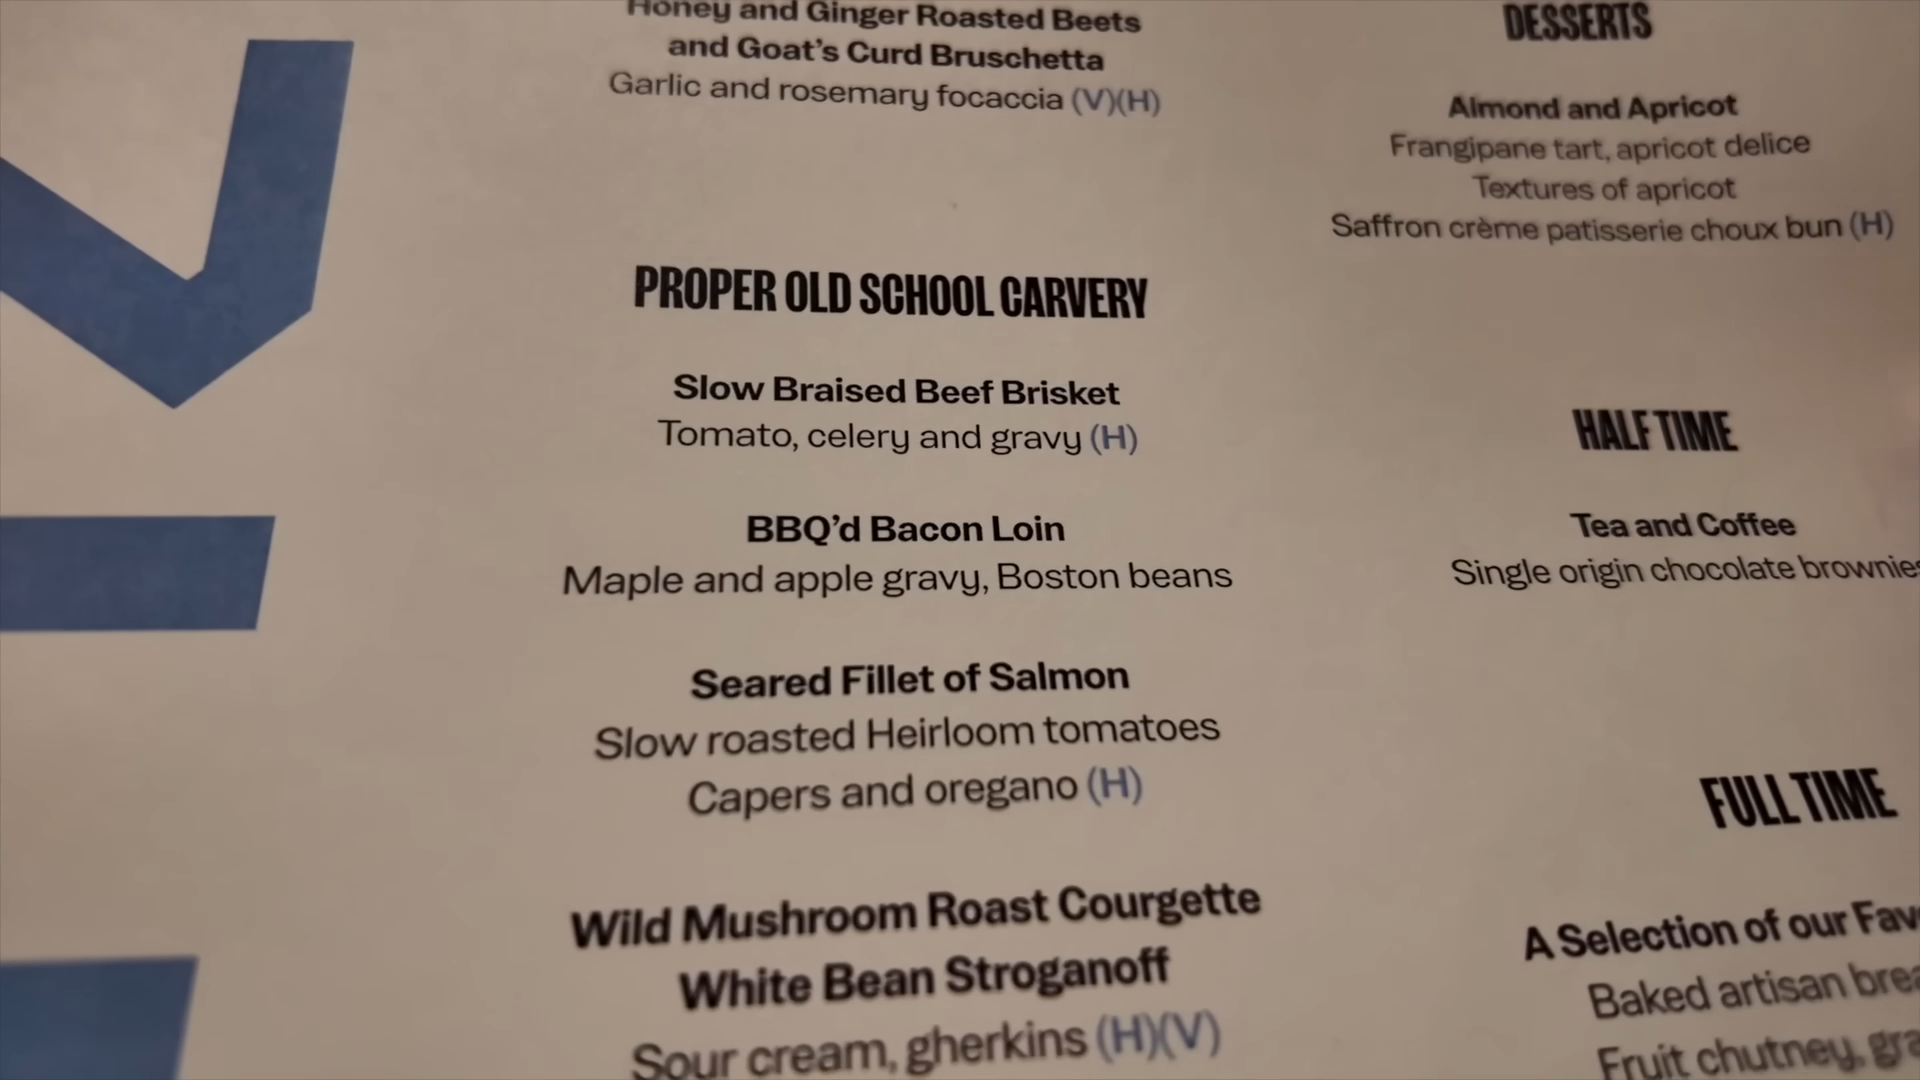 Honey and Ginger Roasted Beets
and Goat's Curd Bruschetta
Garlic and rosemary focaccia (V)(H)
PROPER OLD SCHOOL CARVERY
Slow Braised Beef Brisket
Tomato, celery and gravy (H)
BBQ'd Bacon Loin
Maple and apple gravy, Boston beans
Seared Fillet of Salmon
Slow roasted Heirloom tomatoes
Capers and oregano (H)
Wild Mushroom Roast Courgette
White Bean Stroganoff
Sour cream, gherkins (H)(V)
DESSERTS
Almond and Apricot
Frangipane tart, apricot delice
Textures of apricot
Saffron crème patisserie choux bun (H)
HALF TIME
Tea and Coffee
Single origin chocolate brownies
FULL TIME
A Selection of our
Baked artisan
Fruit chutney,